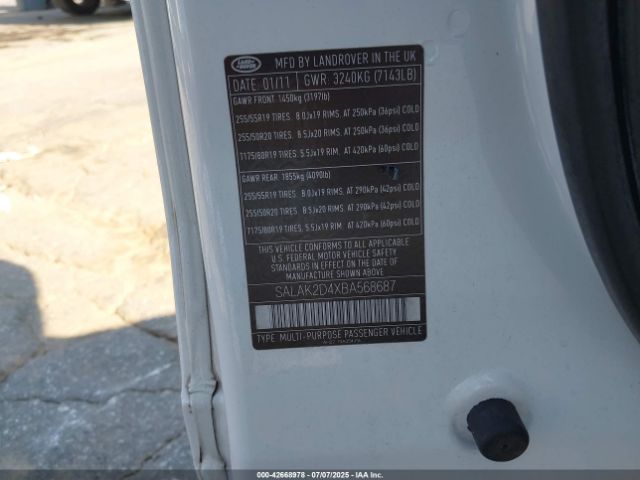 LAND ROVER
MFD BY LANDROVER IN THE UK
DATE 01/11 GWR. 3240KG (7143LB)
GAWR FRONT 1450kg (3197lb)
255/55R19 TIRES. 8.0Jx19 RIMS, AT 250kPa (36psi) COLD
255/50R20 TIRES 8.5Jx20 RIMS, AT 250kPa (36psi) COLD
T175/80R19 TIRES. 5.5Jx19 RIM, AT 420kPa (60psi) COLD
GAWR REAR 1855kg (4090lb)
255/55R19 TIRES. 8.0Jx19 RIMS, AT 290kPa (42psi) COLD
255/50R20 TIRES 8.5Jx20 RIMS, AT 290kPa (42psi) COLD
T175/80R19 TIRES. 5.5Jx19 RIM, AT 420kPa (60psi) COLD
THIS VEHICLE CONFORMS TO ALL APPLICABLE
U.S. FEDERAL MOTOR VEHICLE SAFETY
STANDARDS IN EFFECT ON THE DATE OF
MANUFACTURE SHOWN ABOVE.
SALAK2D4XBA568687
TYPE: MULTI-PURPOSE PASSENGER VEHICLE
000-42668978 07/07/2025 COPYRIGHT IAA